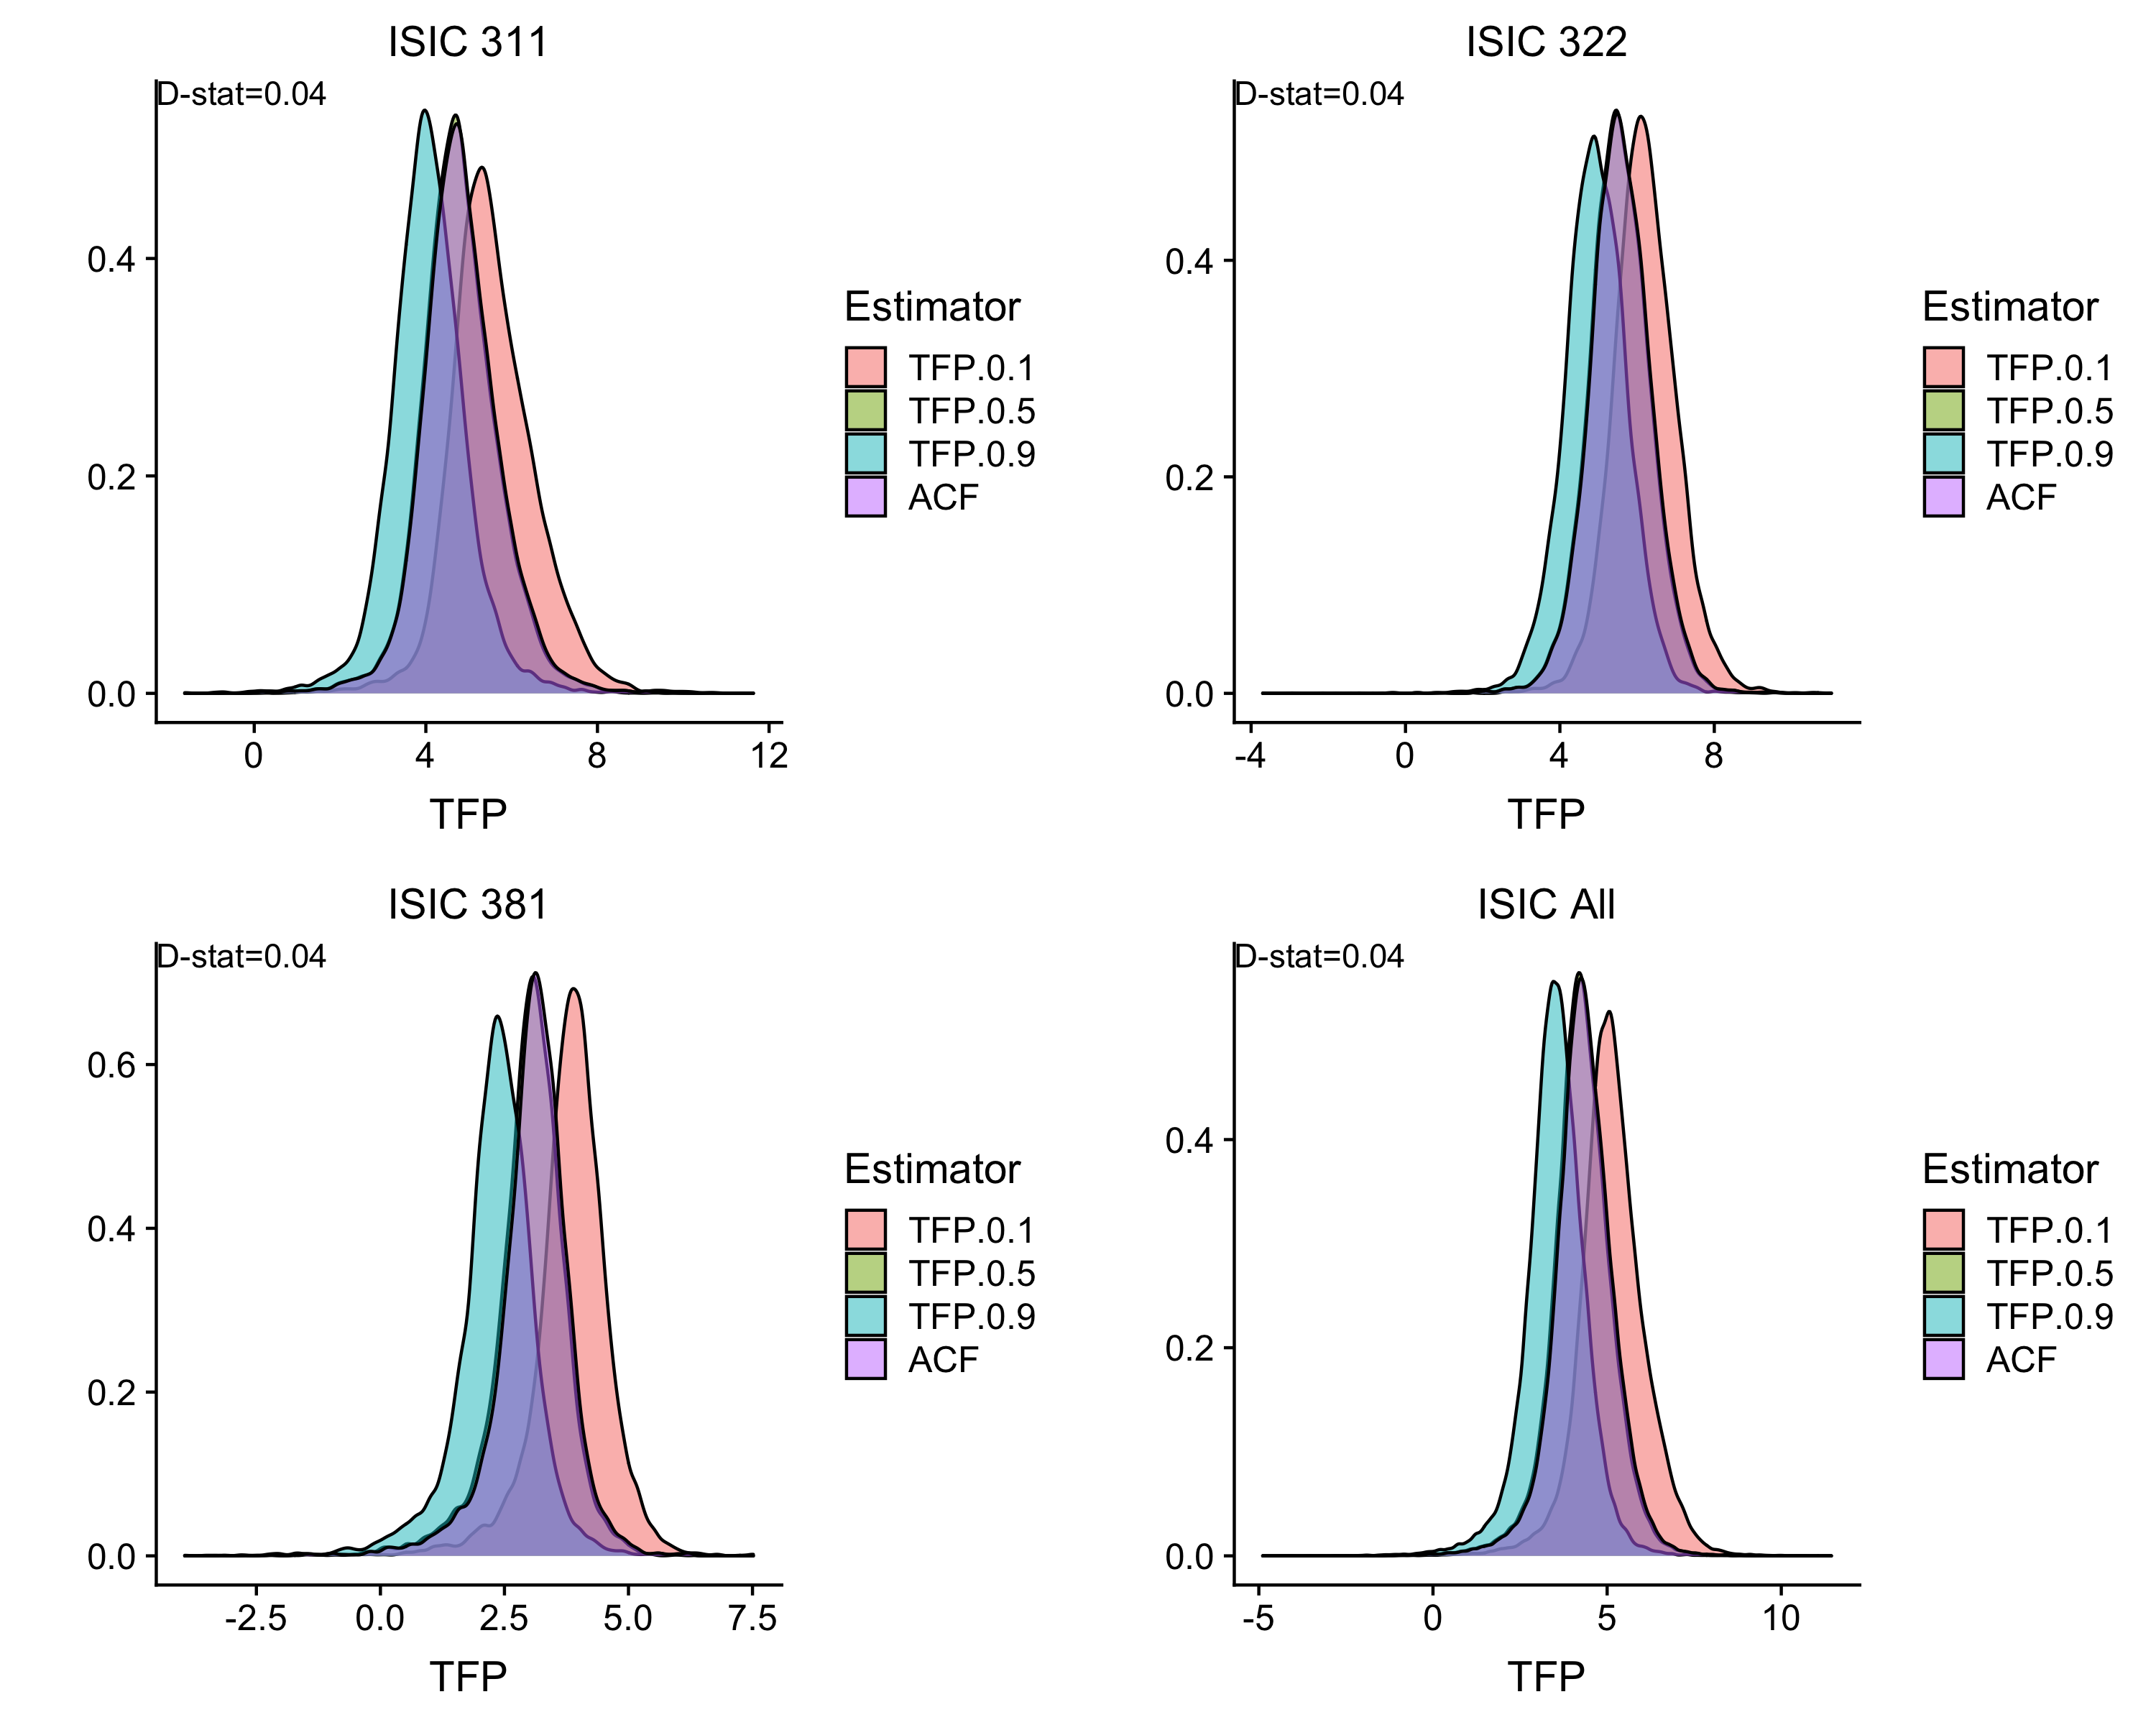 ISIC 311
D-stat=0.04
0.4
0.2
0.0
0 4 8 12
TFP
Estimator
TFP.0.1
TFP.0.5
TFP.0.9
ACF
ISIC 322
D-stat=0.04
0.4
0.2
0.0
-4 0 4 8
TFP
Estimator
TFP.0.1
TFP.0.5
TFP.0.9
ACF
ISIC 381
D-stat=0.04
0.6
0.4
0.2
0.0
-2.5 0.0 2.5 5.0 7.5
TFP
Estimator
TFP.0.1
TFP.0.5
TFP.0.9
ACF
ISIC All
D-stat=0.04
0.4
0.2
0.0
-5 0 5 10
TFP
Estimator
TFP.0.1
TFP.0.5
TFP.0.9
ACF